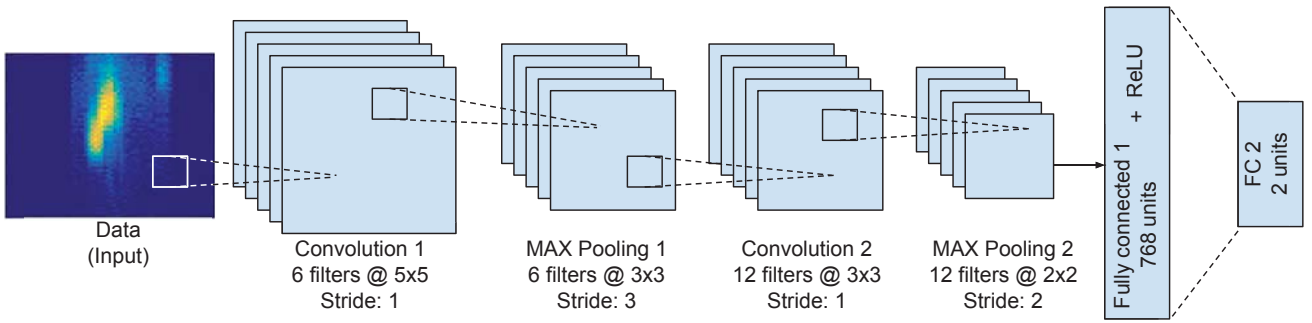 Data
(Input)
Convolution 1
6 filters @ 5x5
Stride: 1
MAX Pooling 1
6 filters @ 3x3
Stride: 3
Convolution 2
12 filters @ 3x3
Stride: 1
MAX Pooling 2
12 filters @ 2x2
Stride: 2
Fully connected 1 + ReLU
768 units
FC 2
2 units